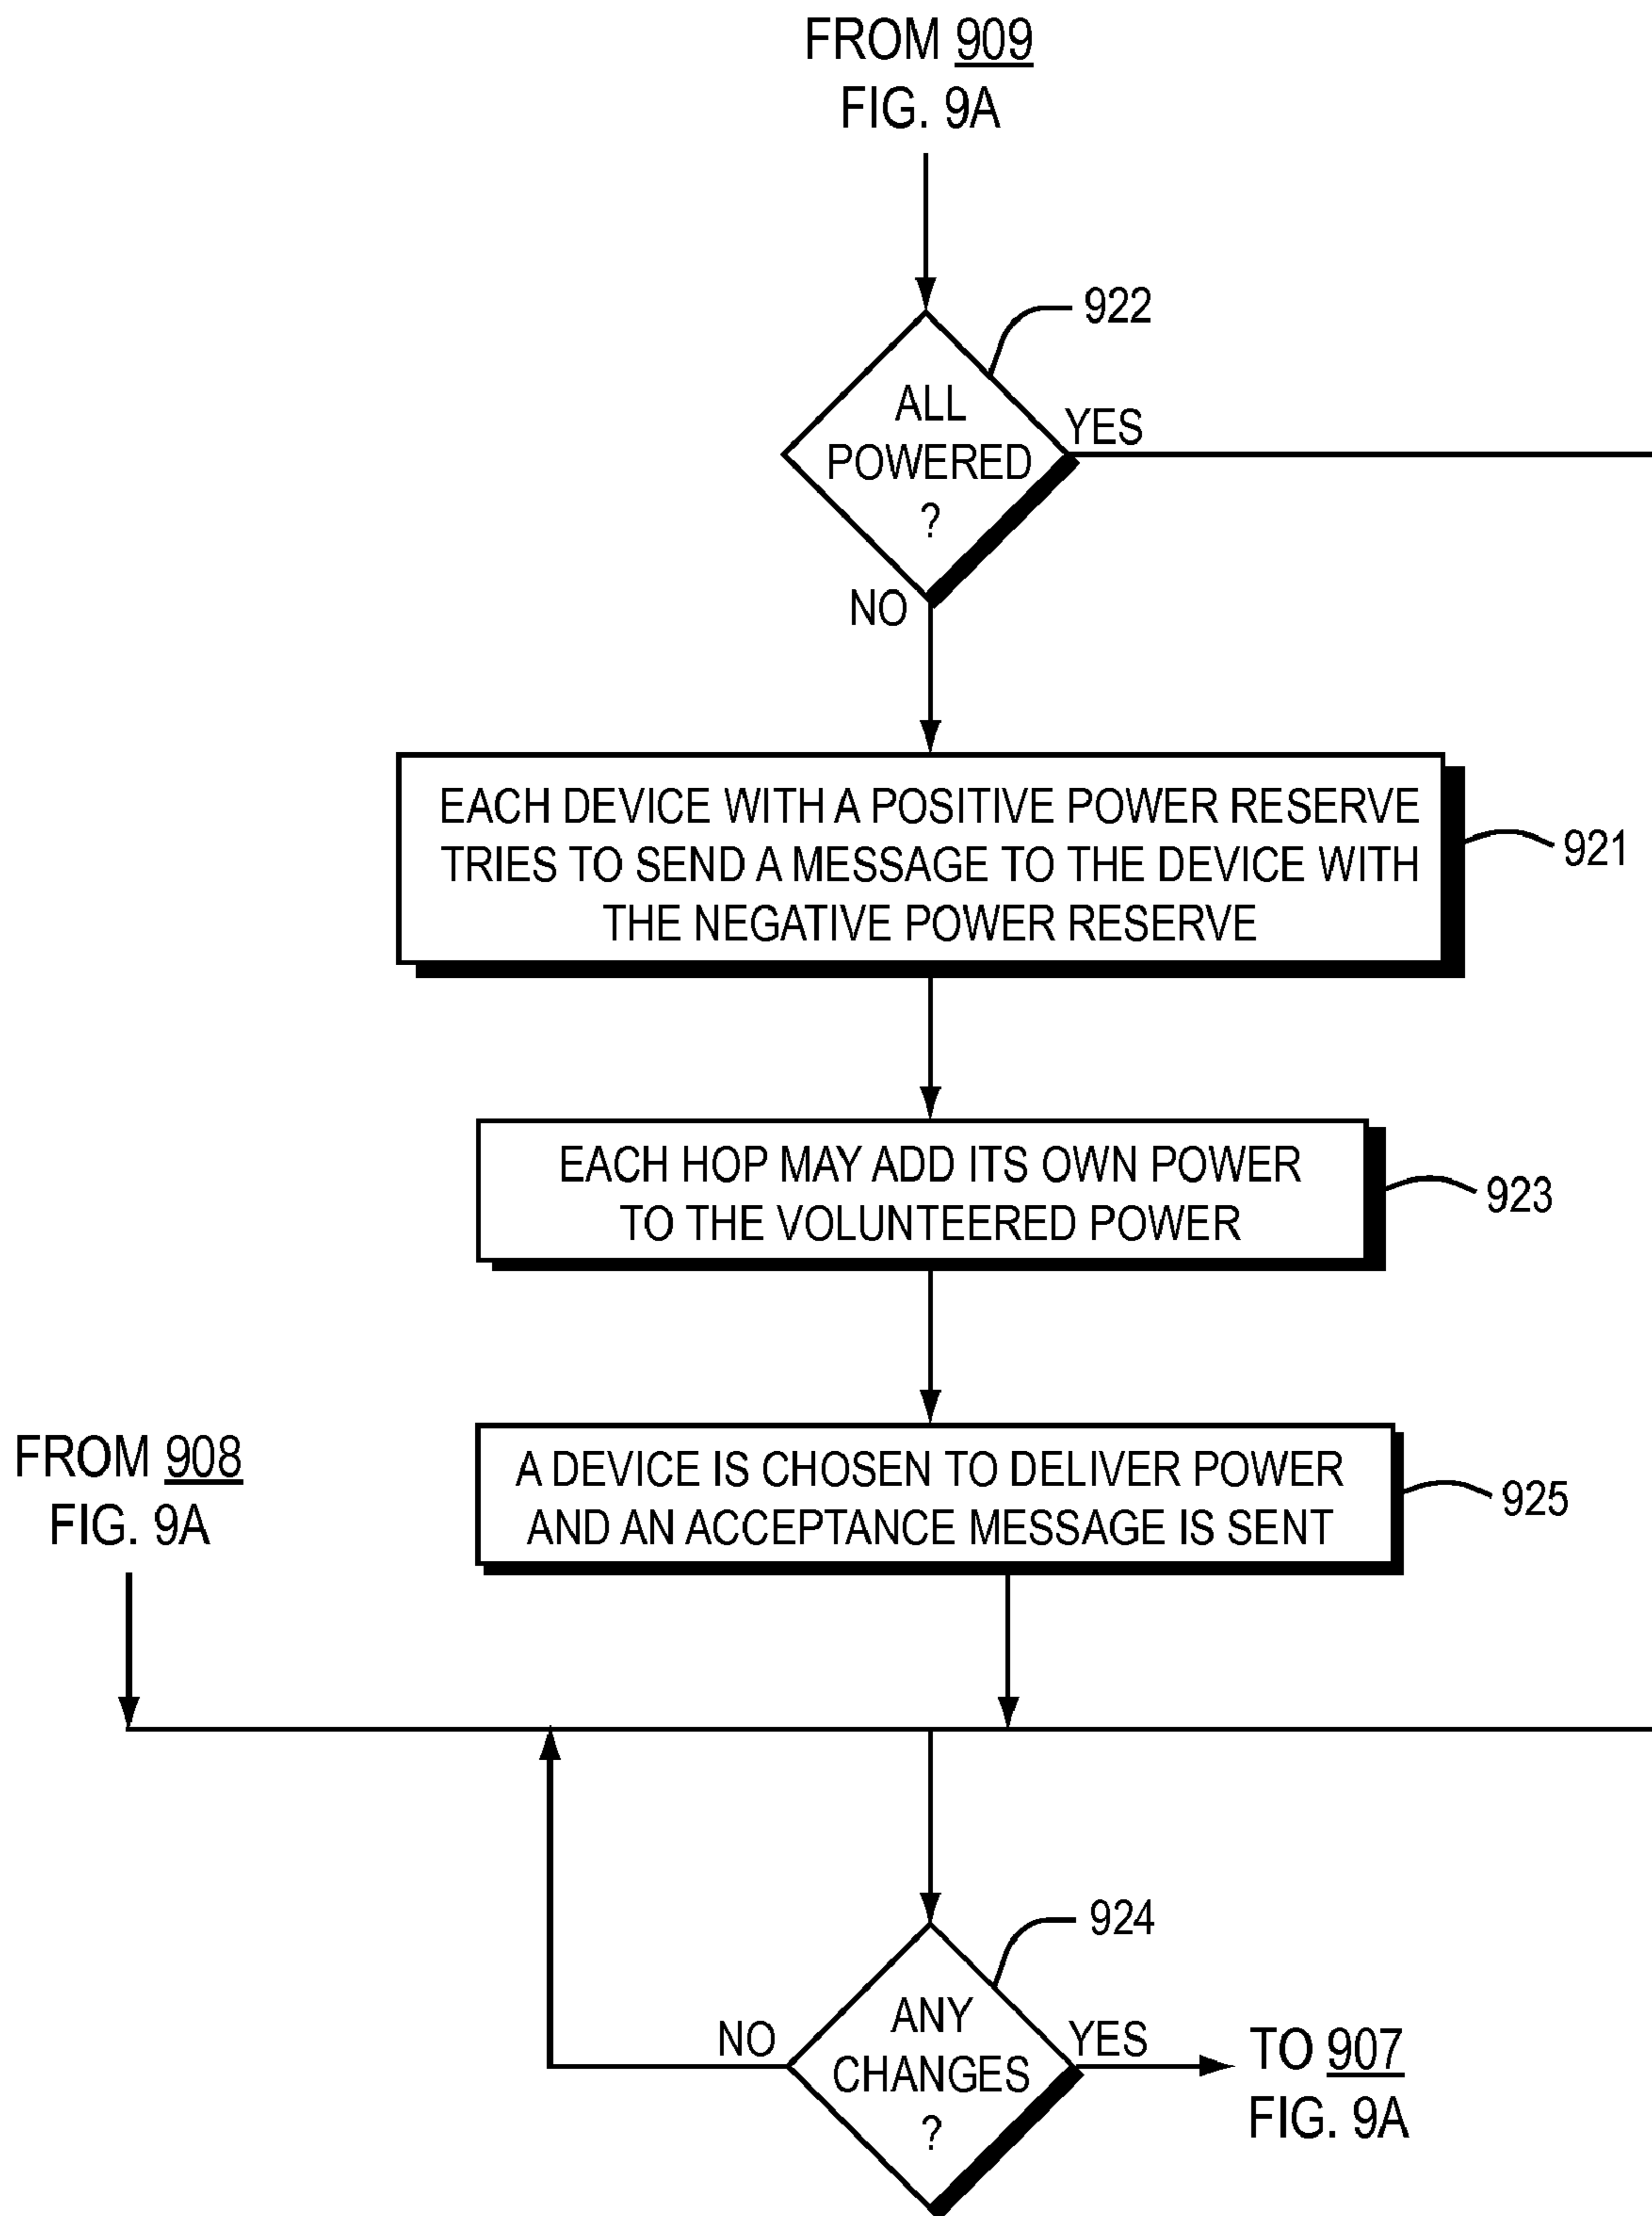 FROM 909
FIG. 9A
922
ALL
POWERED
?
YES
NO
EACH DEVICE WITH A POSITIVE POWER RESERVE
TRIES TO SEND A MESSAGE TO THE DEVICE WITH
THE NEGATIVE POWER RESERVE
921
EACH HOP MAY ADD ITS OWN POWER
TO THE VOLUNTEERED POWER
923
FROM 908
FIG. 9A
A DEVICE IS CHOSEN TO DELIVER POWER
AND AN ACCEPTANCE MESSAGE IS SENT
925
924
ANY
CHANGES
?
NO
YES
TO 907
FIG. 9A